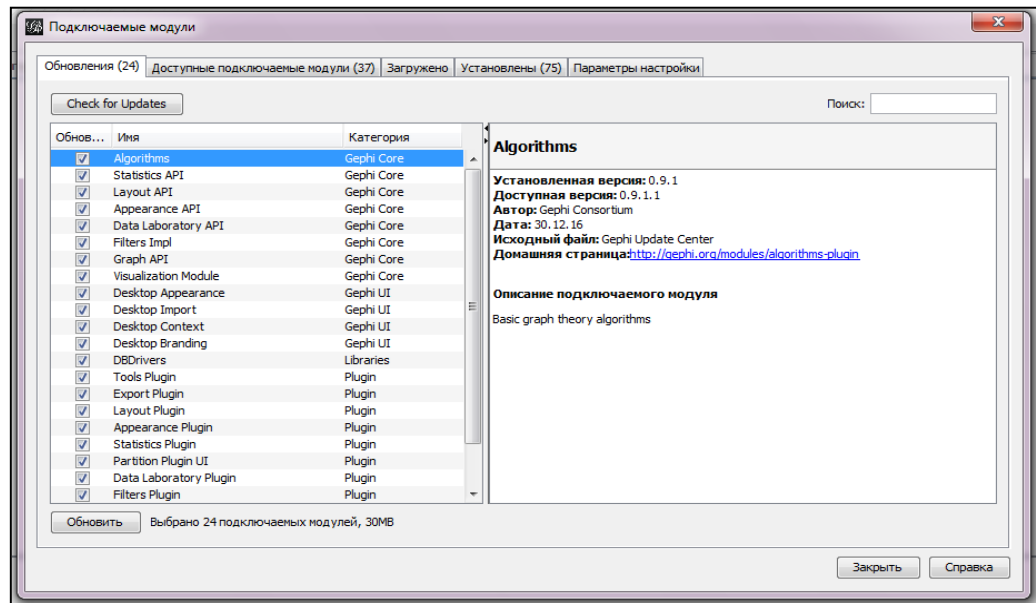 Подключаемые модули
Обновления (24) Доступные подключаемые модули (37) Загружено Установлены (75) Параметры настройки
Check for Updates Поиск:
Обнов... Имя Категория
Algorithms Gephi Core
Statistics API Gephi Core
Layout API Gephi Core
Appearance API Gephi Core
Data Laboratory API Gephi Core
Filters Impl Gephi Core
Graph API Gephi Core
Visualization Module Gephi Core
Desktop Appearance Gephi UI
Desktop Import Gephi UI
Desktop Context Gephi UI
Desktop Branding Gephi UI
DBDrivers Libraries
Tools Plugin Plugin
Export Plugin Plugin
Layout Plugin Plugin
Appearance Plugin Plugin
Statistics Plugin Plugin
Partition Plugin UI Plugin
Data Laboratory Plugin Plugin
Filters Plugin Plugin
Algorithms
Установленная версия: 0.9.1
Доступная версия: 0.9.1.1
Автор: Gephi Consortium
Дата: 30.12.16
Исходный файл: Gephi Update Center
Домашняя страница:http://gephi.org/modules/algorithms-plugin
Описание подключаемого модуля
Basic graph theory algorithms
Обновить Выбрано 24 подключаемых модулей, 30MB
Закрыть Справка